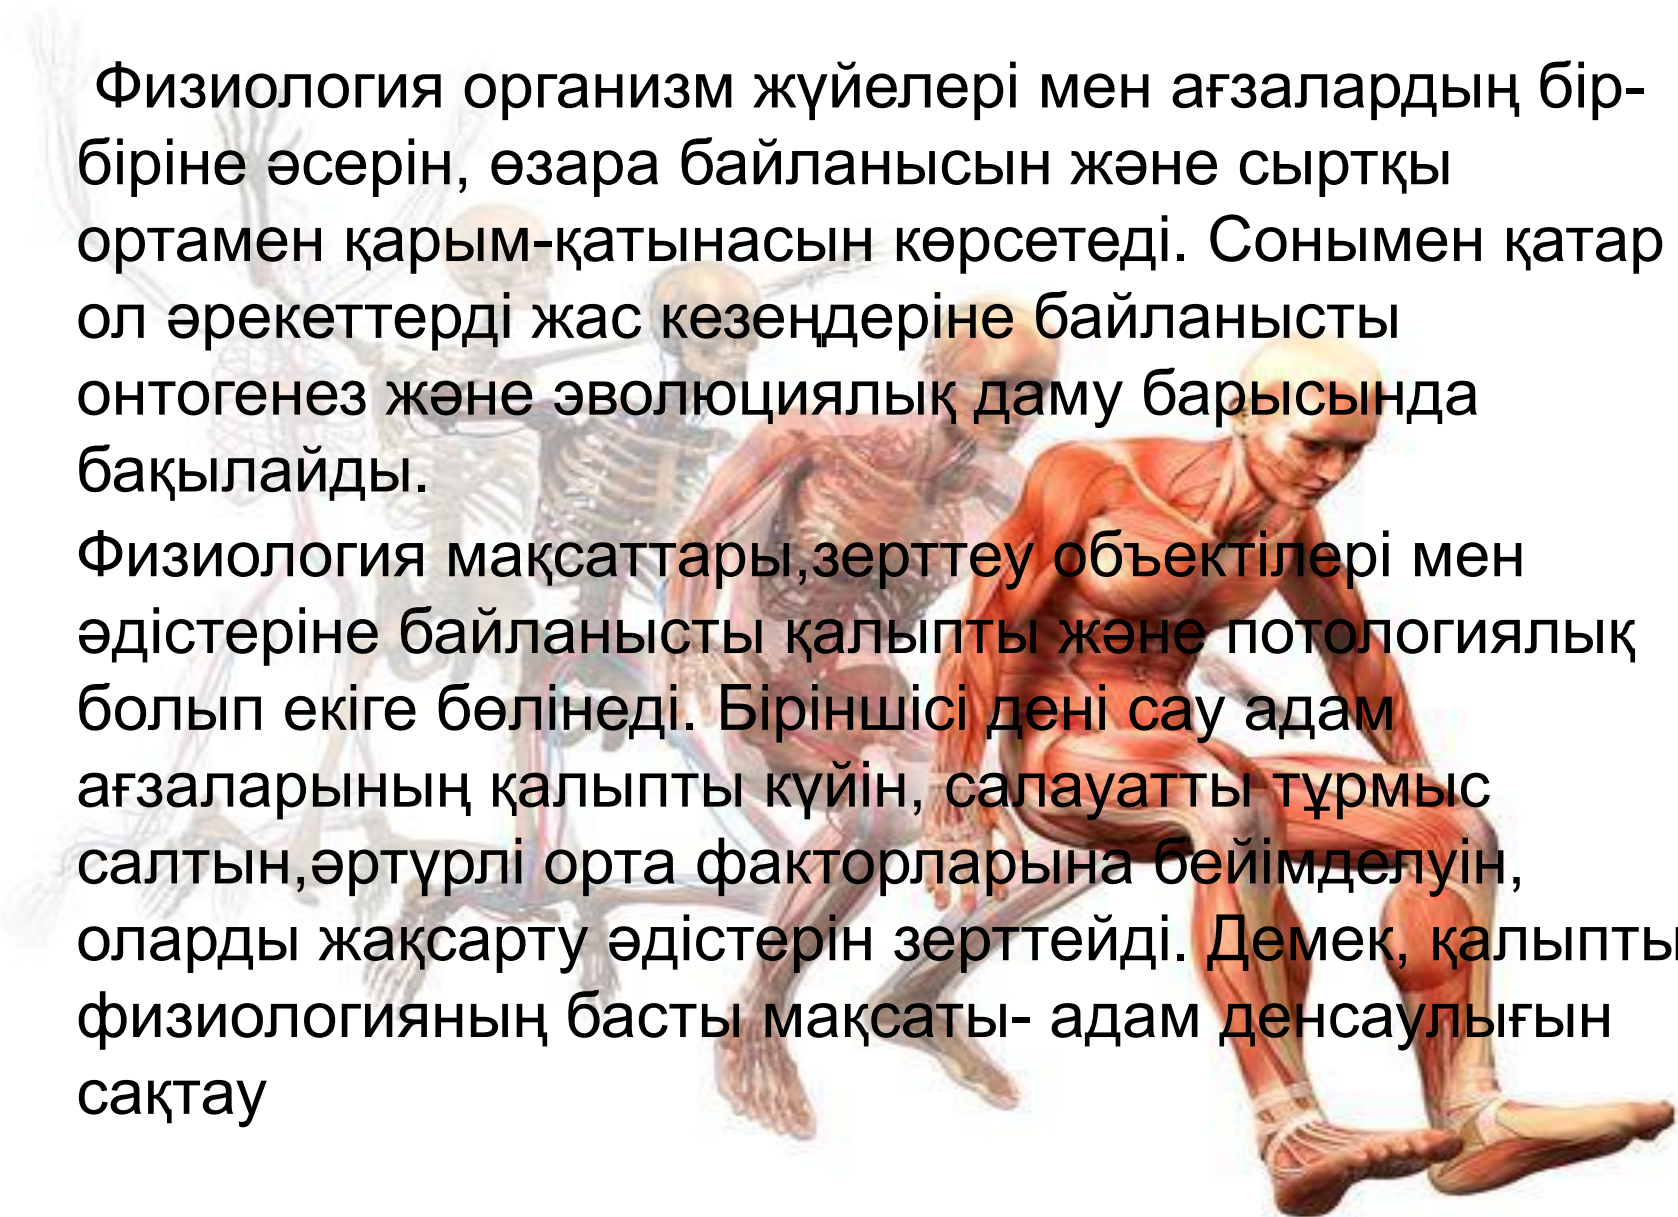 Физиология организм жүйелері мен ағзалардың бір-
біріне әсерін, өзара байланысын және сыртқы
ортамен қарым-қатынасын көрсетеді. Сонымен қатар
ол әрекеттерді жас кезеңдеріне байланысты
онтогенез және эволюциялық даму барысында
бақылайды.
Физиология мақсаттары,зерттеу объектілері мен
әдістеріне байланысты қалыпты және потологиялық
болып екіге бөлінеді. Біріншісі дені сау адам
ағзаларының қалыпты күйін, салауатты тұрмыс
салтын,әртүрлі орта факторларына бейімделуін,
оларды жақсарту әдістерін зерттейді. Демек, қалыпты
физиологияның басты мақсаты- адам денсаулығын
сақтау